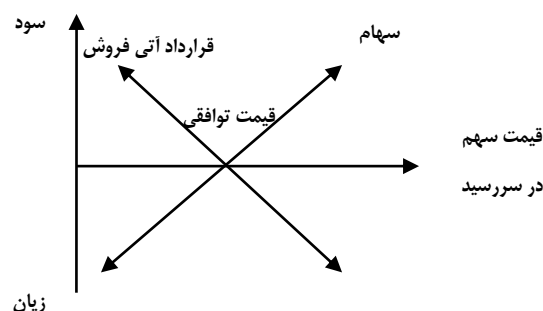 سود
سهام
قرارداد آتی فروش
قیمت توافقی
قیمت سهم
در سررسید
زیان